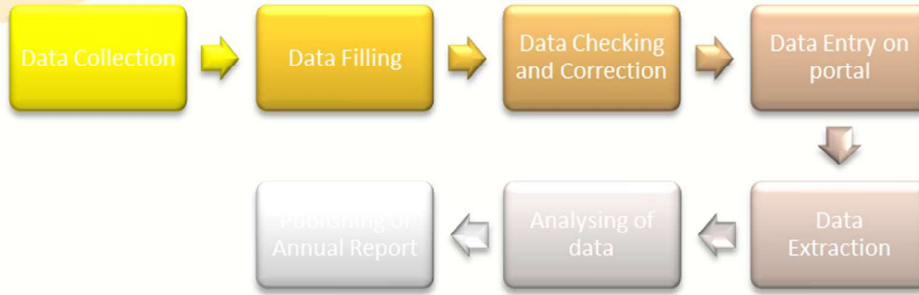 Data Collection
Data Filling
Data Checking
and Correction
Data Entry on
portal
Data
Extraction
Analysing of
data
Publishing of
Annual Report